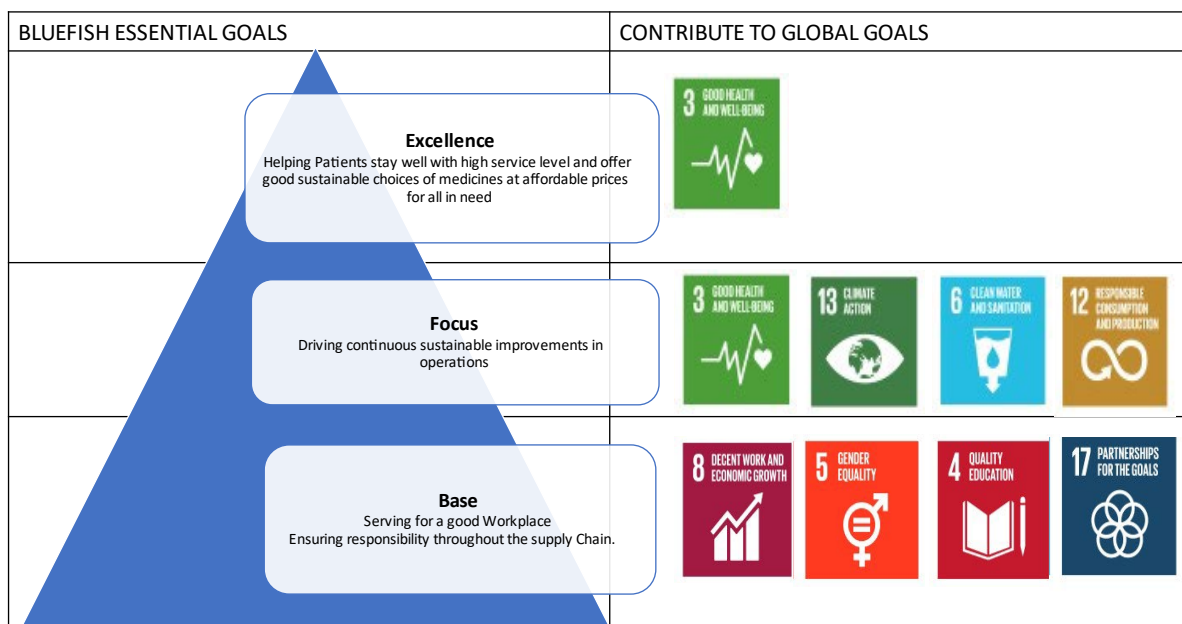 BLUEFISH ESSENTIAL GOALS
CONTRIBUTE TO GLOBAL GOALS
Excellence
Helping Patients stay well with high service level and offer
good sustainable choices of medicines at affordable prices
for all in need
3 GOOD HEALTH
AND WELL-BEING
Focus
Driving continuous sustainable improvements in
operations
3 GOOD HEALTH
AND WELL-BEING
13 CLIMATE
ACTION
6 CLEAN WATER
AND SANITATION
12 RESPONSIBLE
CONSUMPTION
AND PRODUCTION
Base
Serving for a good Workplace
Ensuring responsibility throughout the supply Chain.
8 DECENT WORK AND
ECONOMIC GROWTH
5 GENDER
EQUALITY
4 QUALITY
EDUCATION
17 PARTNERSHIPS
FOR THE GOALS